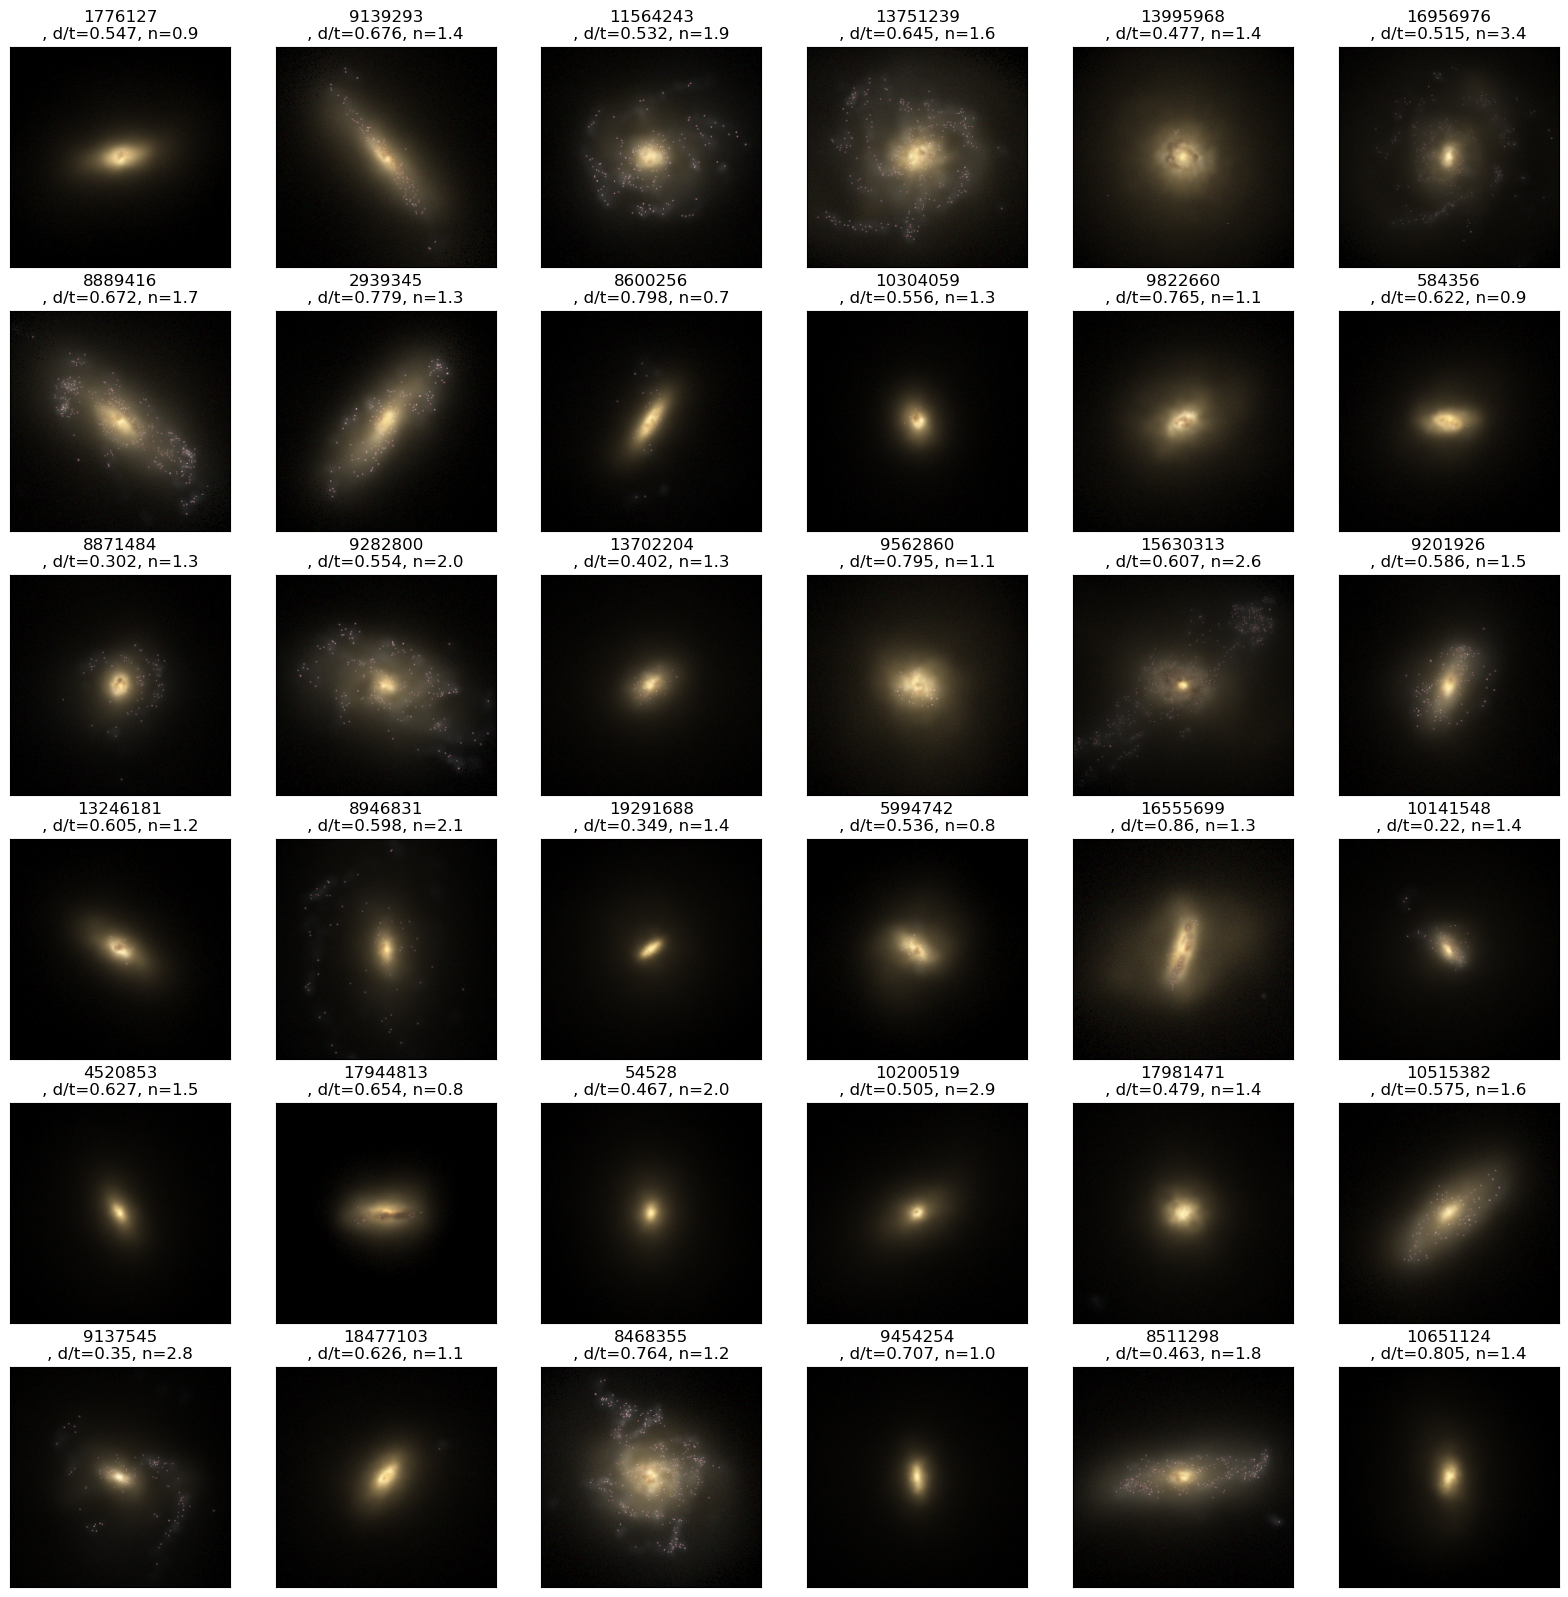 1776127
, d/t=0.547, n=0.9
9139293
, d/t=0.676, n=1.4
11564243
, d/t=0.532, n=1.9
13751239
, d/t=0.645, n=1.6
13995968
, d/t=0.477, n=1.4
16956976
, d/t=0.515, n=3.4
8889416
, d/t=0.672, n=1.7
2939345
, d/t=0.779, n=1.3
8600256
, d/t=0.798, n=0.7
10304059
, d/t=0.556, n=1.3
9822660
, d/t=0.765, n=1.1
584356
, d/t=0.622, n=0.9
8871484
, d/t=0.302, n=1.3
9282800
, d/t=0.554, n=2.0
13702204
, d/t=0.402, n=1.3
9562860
, d/t=0.795, n=1.1
15630313
, d/t=0.607, n=2.6
9201926
, d/t=0.586, n=1.5
13246181
, d/t=0.605, n=1.2
8946831
, d/t=0.598, n=2.1
19291688
, d/t=0.349, n=1.4
5994742
, d/t=0.536, n=0.8
16555699
, d/t=0.86, n=1.3
10141548
, d/t=0.22, n=1.4
4520853
, d/t=0.627, n=1.5
17944813
, d/t=0.654, n=0.8
54528
, d/t=0.467, n=2.0
10200519
, d/t=0.505, n=2.9
17981471
, d/t=0.479, n=1.4
10515382
, d/t=0.575, n=1.6
9137545
, d/t=0.35, n=2.8
18477103
, d/t=0.626, n=1.1
8468355
, d/t=0.764, n=1.2
9454254
, d/t=0.707, n=1.0
8511298
, d/t=0.463, n=1.8
10651124
, d/t=0.805, n=1.4